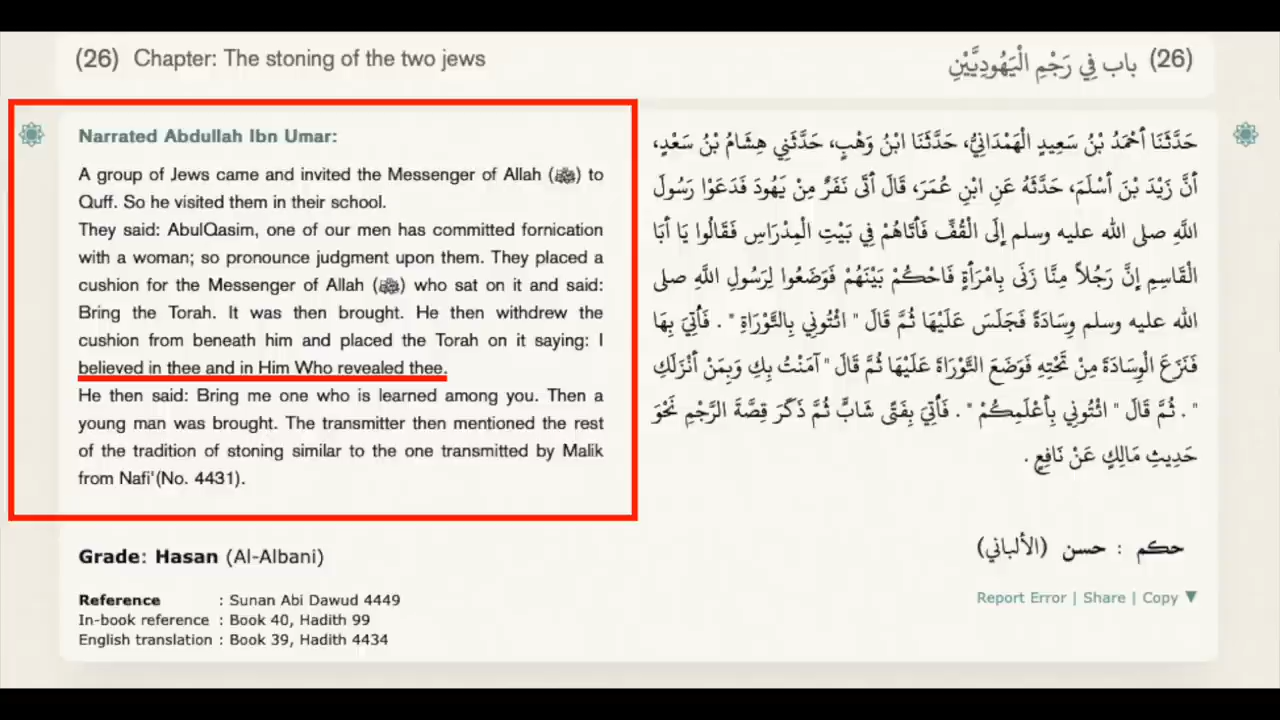 (26) Chapter: The stoning of the two jews
(26) باب فِي رَجْمِ الْيَهُودِيَّيْنِ
Narrated Abdullah Ibn Umar:
A group of Jews came and invited the Messenger of Allah (ﷺ) to
Quff. So he visited them in their school.
They said: AbulQasim, one of our men has committed fornication
with a woman; so pronounce judgment upon them. They placed a
cushion for the Messenger of Allah (ﷺ) who sat on it and said:
Bring the Torah. It was then brought. He then withdrew the
cushion from beneath him and placed the Torah on it saying: I
believed in thee and in Him Who revealed thee.
He then said: Bring me one who is learned among you. Then a
young man was brought. The transmitter then mentioned the rest
of the tradition of stoning similar to the one transmitted by Malik
from Nafi'(No. 4431).
حَدَّثَنَا أَحْمَدُ بْنُ سَعِيدٍ الْهَمْدَانِيُّ، حَدَّثَنَا ابْنُ وَهْبٍ، حَدَّثَنِي هِشَامُ بْنُ سَعْدٍ،
أَنَّ زَيْدَ بْنَ أَسْلَمَ، حَدَّثَهُ عَنِ ابْنِ عُمَرَ، قَالَ أَتَى نَفَرٌ مِنْ يَهُودَ فَدَعَوْا رَسُولَ
اللَّهِ صلى الله عليه وسلم إِلَى الْقُفِّ فَأَتَاهُمْ فِي بَيْتِ الْمِدْرَاسِ فَقَالُوا يَا أَبَا
الْقَاسِمِ إِنَّ رَجُلاً مِنَّا زَنَى بِامْرَأَةٍ فَاحْكُمْ بَيْنَهُمْ فَوَضَعُوا لِرَسُولِ اللَّهِ صلى
الله عليه وسلم وِسَادَةً فَجَلَسَ عَلَيْهَا ثُمَّ قَالَ " ائْتُونِي بِالتَّوْرَاةِ " . فَأُتِيَ بِهَا
فَنَزَعَ الْوِسَادَةَ مِنْ تَحْتِهِ فَوَضَعَ التَّوْرَاةَ عَلَيْهَا ثُمَّ قَالَ " آمَنْتُ بِكِ وَبِمَنْ أَنْزَلَكِ
" . ثُمَّ قَالَ " ائْتُونِي بِأَعْلَمِكُمْ " . فَأُتِيَ بِفَتًى شَابٍّ ثُمَّ ذَكَرَ قِصَّةَ الرَّجْمِ نَحْوَ
حَدِيثِ مَالِكٍ عَنْ نَافِعٍ .
Grade: Hasan (Al-Albani)
حكم : حسن (الألباني)
Reference : Sunan Abi Dawud 4449
In-book reference : Book 40, Hadith 99
English translation : Book 39, Hadith 4434
Report Error | Share | Copy ▼